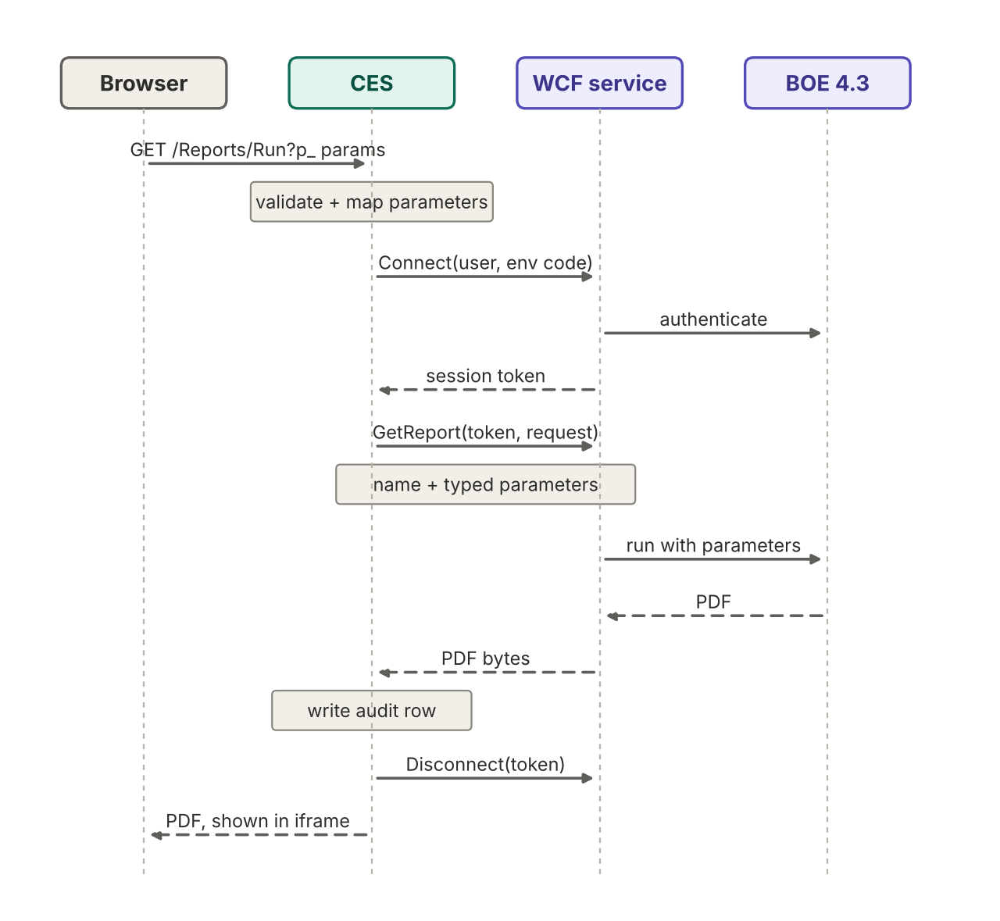 Browser
CES
WCF service
BOE 4.3
GET /Reports/Run?p_ params
validate + map parameters
Connect(user, env code)
authenticate
session token
GetReport(token, request)
name + typed parameters
run with parameters
PDF
PDF bytes
write audit row
Disconnect(token)
PDF, shown in iframe